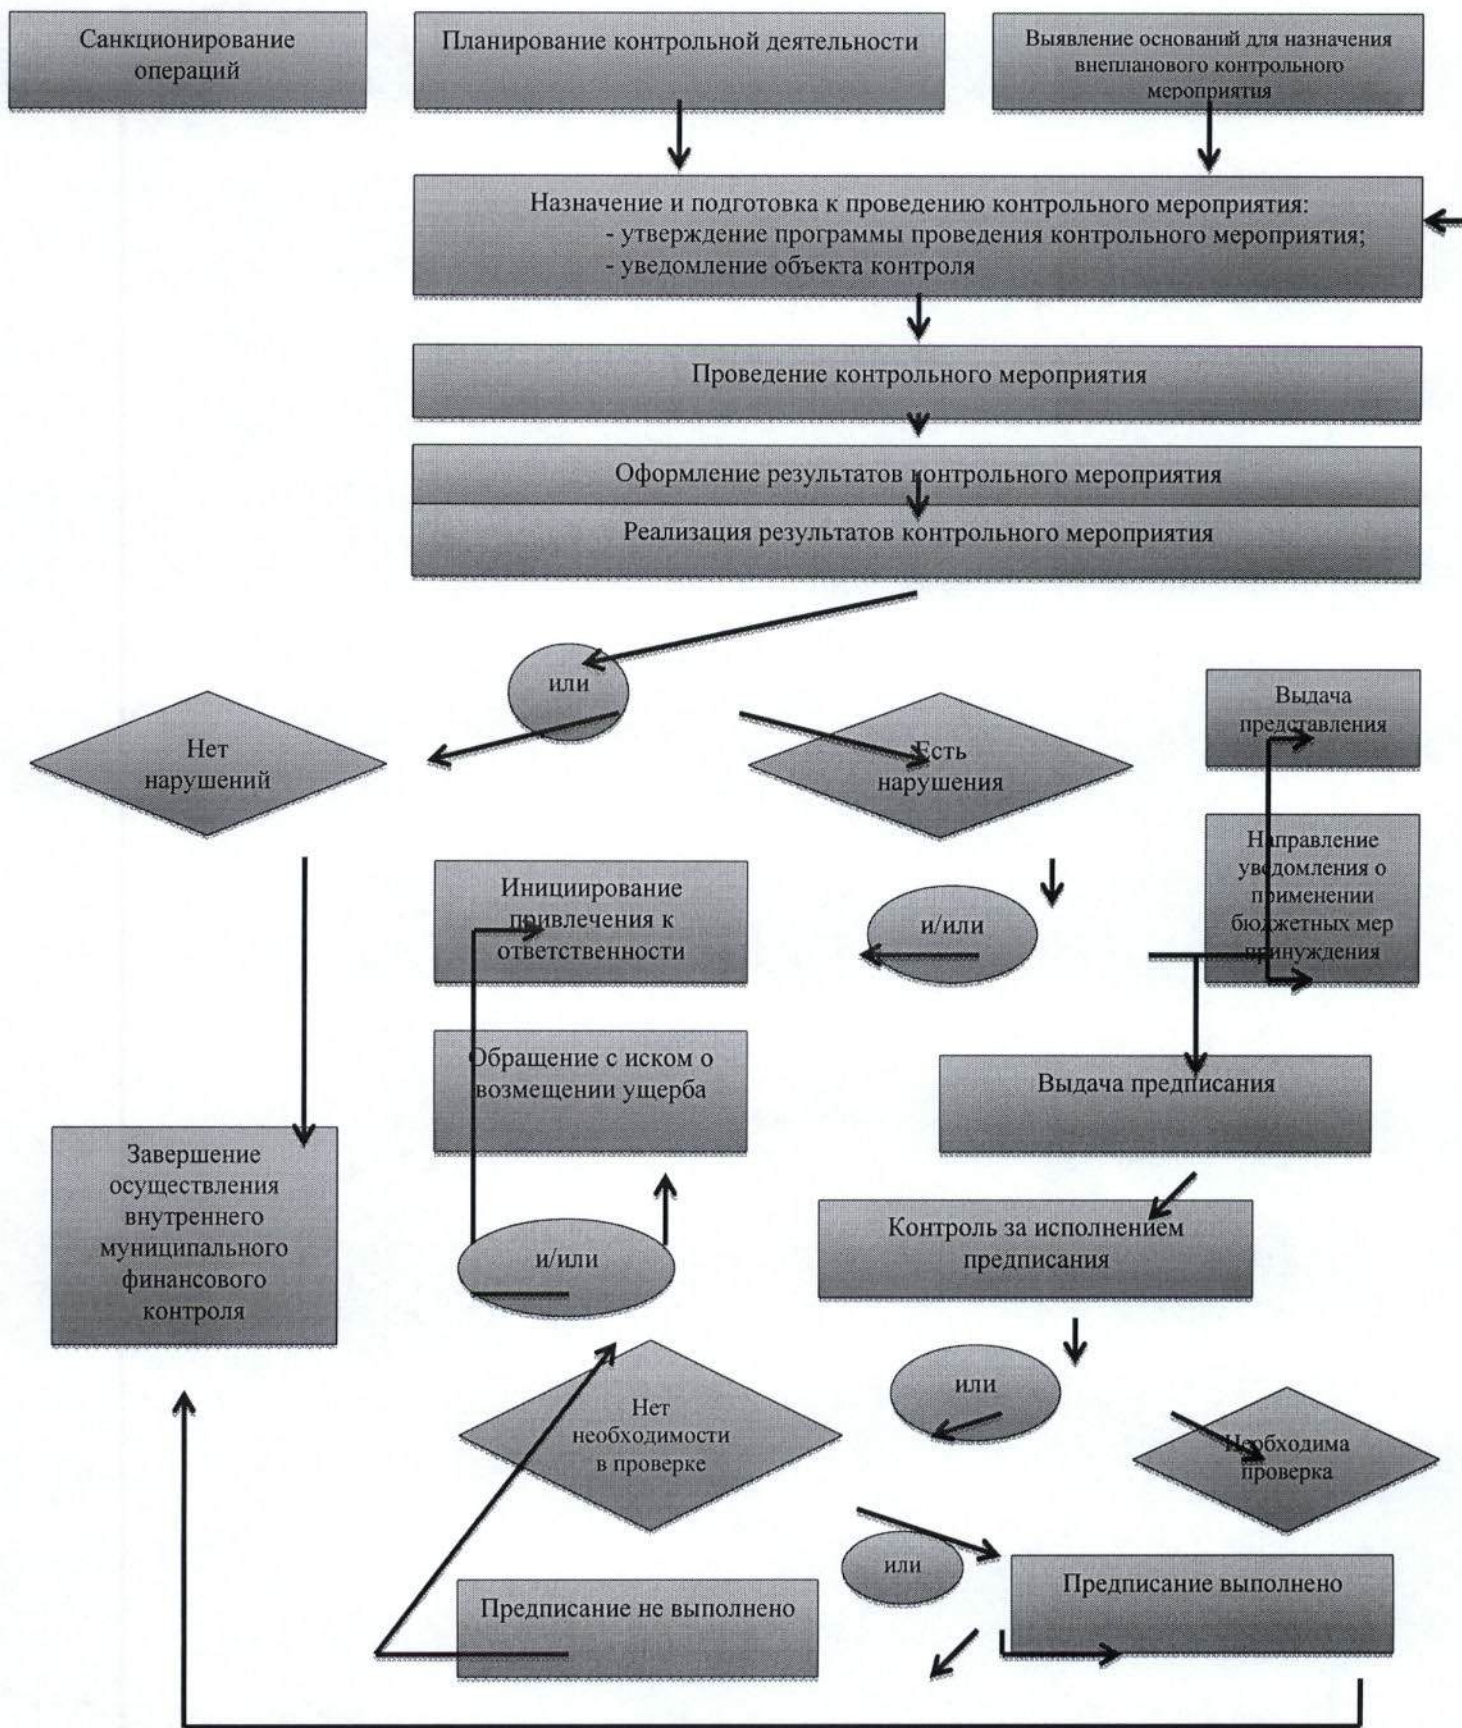 Санкционирование
операций
Планирование контрольной деятельности
Выявление оснований для назначения
внепланового контрольного
мероприятия
Назначение и подготовка к проведению контрольного мероприятия:
- утверждение программы проведения контрольного мероприятия;
- уведомление объекта контроля
Проведение контрольного мероприятия
Оформление результатов контрольного мероприятия
Реализация результатов контрольного мероприятия
или
Нет
нарушений
Есть
нарушения
Выдача
представления
Направление
уведомления о
применении
бюджетных мер
принуждения
Инициирование
привлечения к
ответственности
и/или
Обращение с иском о
возмещении ущерба
Выдача предписания
Завершение
осуществления
внутреннего
муниципального
финансового
контроля
и/или
Контроль за исполнением
предписания
или
Нет
необходимости
в проверке
Необходима
проверка
или
Предписание не выполнено
Предписание выполнено